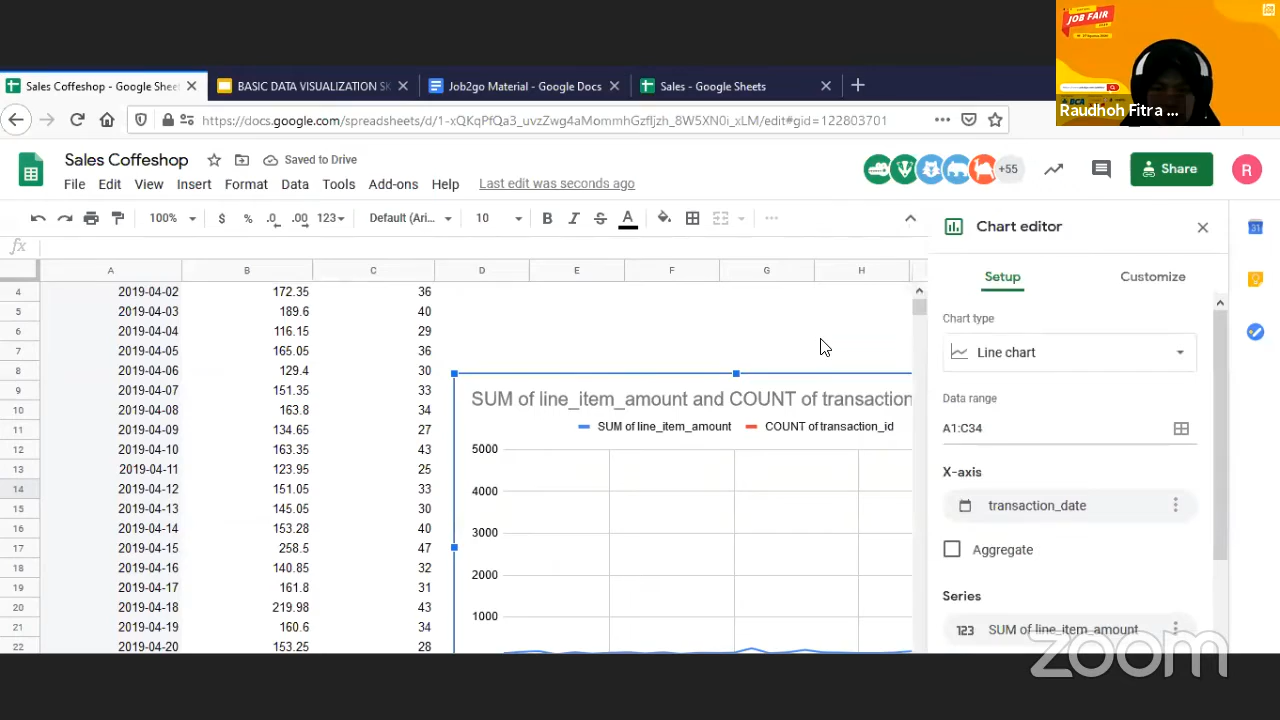 JOB FAIR
Raudhoh Fitra ...
Sales Coffeshop - Google Shee
BASIC DATA VISUALIZATION SK
Job2go Material - Google Docs
Sales - Google Sheets
https://docs.google.com/spreadsheets/d/1-xQKqPfQa3_uvzZwg4aMommhGzfIjzh_8W5XN0i_xLM/edit#gid=122803701
Sales Coffeshop
Saved to Drive
+55
Share
R
File Edit View Insert Format Data Tools Add-ons Help Last edit was seconds ago
100% $ % .0 .00 123 Default (Ari... 10 B I S A
fx
A B C D E F G H
4 2019-04-02 172.35 36
5 2019-04-03 189.6 40
6 2019-04-04 116.15 29
7 2019-04-05 165.05 36
8 2019-04-06 129.4 30
9 2019-04-07 151.35 33
10 2019-04-08 163.8 34
11 2019-04-09 134.65 27
12 2019-04-10 163.35 43
13 2019-04-11 123.95 25
14 2019-04-12 151.05 33
15 2019-04-13 145.05 30
16 2019-04-14 153.28 40
17 2019-04-15 258.5 47
18 2019-04-16 140.85 32
19 2019-04-17 161.8 31
20 2019-04-18 219.98 43
21 2019-04-19 160.6 34
22 2019-04-20 153.25 28
SUM of line_item_amount and COUNT of transaction
SUM of line_item_amount COUNT of transaction_id
5000
4000
3000
2000
1000
Chart editor
Setup Customize
Chart type
Line chart
Data range
A1:C34
X-axis
transaction_date
Aggregate
Series
123 SUM of line_item_amount
zoom